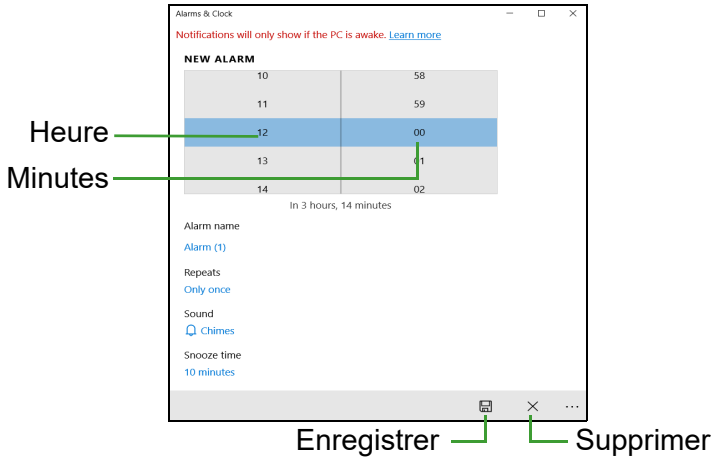 Alarms & Clock
Notifications will only show if the PC is awake. Learn more
NEW ALARM
10 58
11 59
Heure 12 00
Minutes 13 01
14 02
In 3 hours, 14 minutes
Alarm name
Alarm (1)
Repeats
Only once
Sound
Chimes
Snooze time
10 minutes
Enregistrer Supprimer